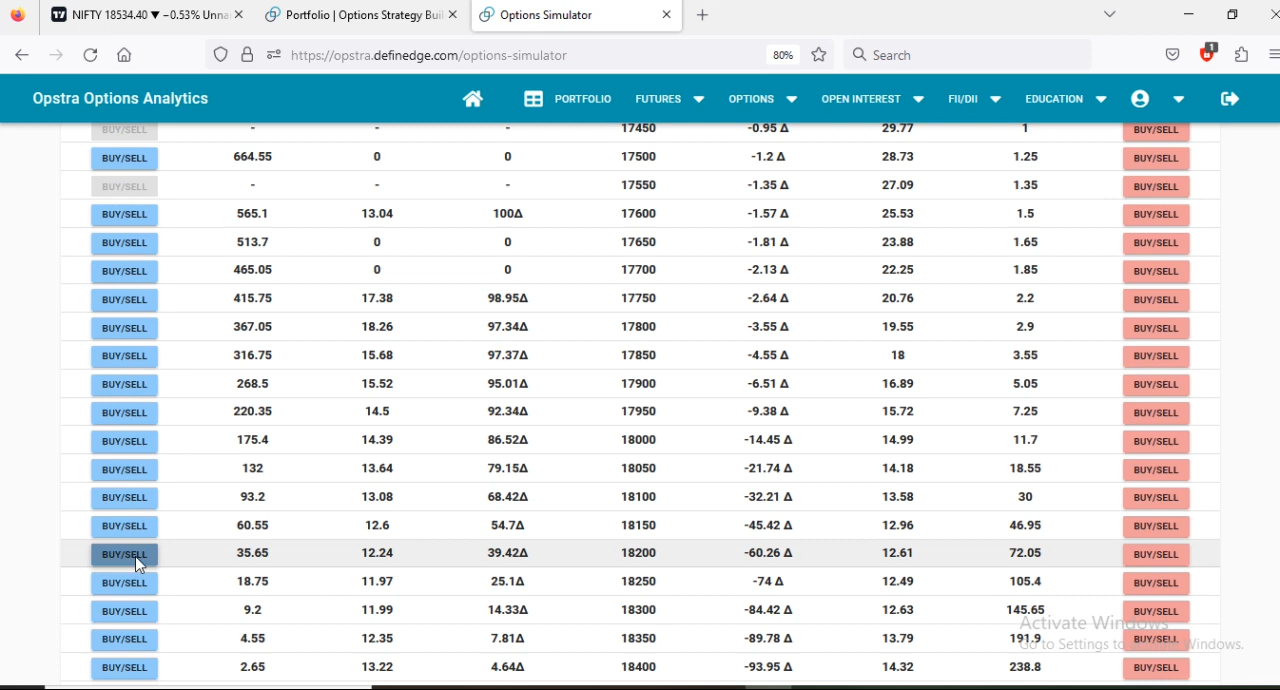 NIFTY 18534.40 ▼ −0.53% Unna
Portfolio | Options Strategy Buil
Options Simulator
https://opstra.definedge.com/options-simulator
80%
Search
1
Opstra Options Analytics
PORTFOLIO FUTURES OPTIONS OPEN INTEREST FII/DII EDUCATION
BUY/SELL - - - 17450 -0.95 Δ 29.77 1 BUY/SELL
BUY/SELL 664.55 0 0 17500 -1.2 Δ 28.73 1.25 BUY/SELL
BUY/SELL - - - 17550 -1.35 Δ 27.09 1.35 BUY/SELL
BUY/SELL 565.1 13.04 100Δ 17600 -1.57 Δ 25.53 1.5 BUY/SELL
BUY/SELL 513.7 0 0 17650 -1.81 Δ 23.88 1.65 BUY/SELL
BUY/SELL 465.05 0 0 17700 -2.13 Δ 22.25 1.85 BUY/SELL
BUY/SELL 415.75 17.38 98.95Δ 17750 -2.64 Δ 20.76 2.2 BUY/SELL
BUY/SELL 367.05 18.26 97.34Δ 17800 -3.55 Δ 19.55 2.9 BUY/SELL
BUY/SELL 316.75 15.68 97.37Δ 17850 -4.55 Δ 18 3.55 BUY/SELL
BUY/SELL 268.5 15.52 95.01Δ 17900 -6.51 Δ 16.89 5.05 BUY/SELL
BUY/SELL 220.35 14.5 92.34Δ 17950 -9.38 Δ 15.72 7.25 BUY/SELL
BUY/SELL 175.4 14.39 86.52Δ 18000 -14.45 Δ 14.99 11.7 BUY/SELL
BUY/SELL 132 13.64 79.15Δ 18050 -21.74 Δ 14.18 18.55 BUY/SELL
BUY/SELL 93.2 13.08 68.42Δ 18100 -32.21 Δ 13.58 30 BUY/SELL
BUY/SELL 60.55 12.6 54.7Δ 18150 -45.42 Δ 12.96 46.95 BUY/SELL
BUY/SELL 35.65 12.24 39.42Δ 18200 -60.26 Δ 12.61 72.05 BUY/SELL
BUY/SELL 18.75 11.97 25.1Δ 18250 -74 Δ 12.49 105.4 BUY/SELL
BUY/SELL 9.2 11.99 14.33Δ 18300 -84.42 Δ 12.63 145.65 BUY/SELL
Activate Windows
BUY/SELL 4.55 12.35 7.81Δ 18350 -89.78 Δ 13.79 191.9 BUY/SELL
Go to Settings to Windows.
BUY/SELL 2.65 13.22 4.64Δ 18400 -93.95 Δ 14.32 238.8 BUY/SELL